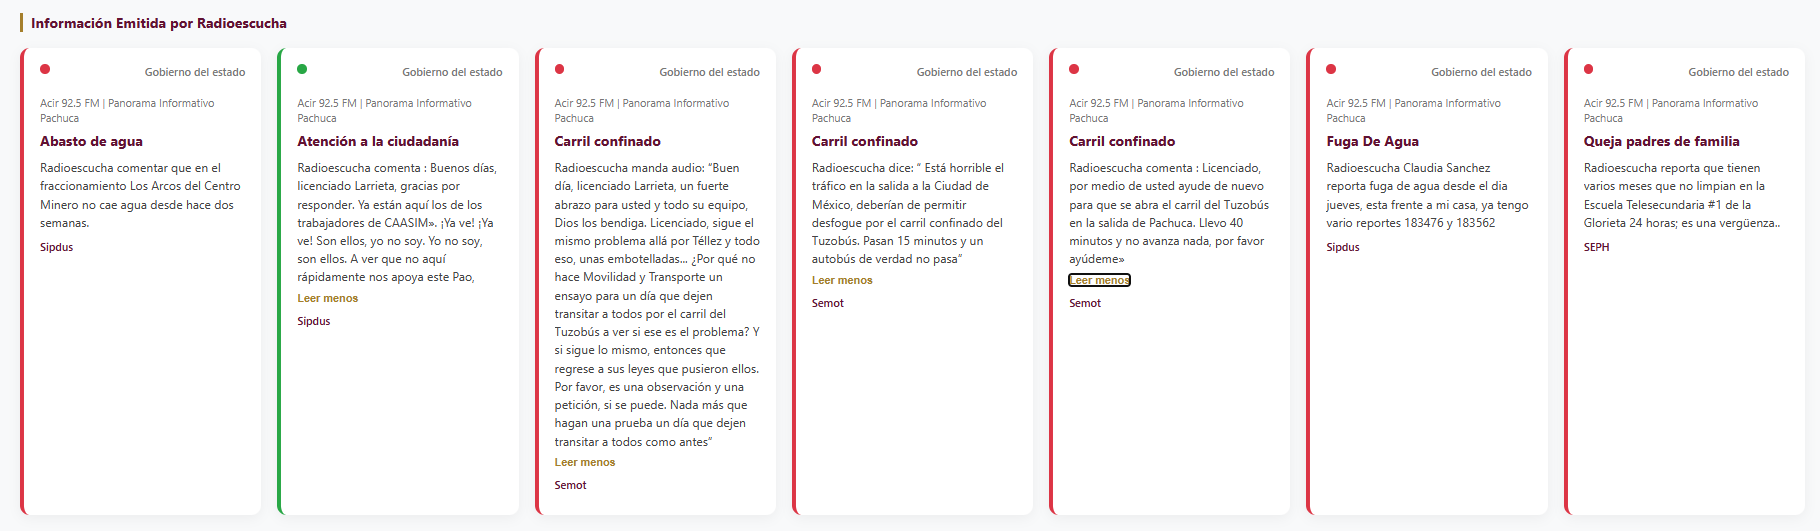 Información Emitida por Radioescucha
Gobierno del estado
Acir 92.5 FM | Panorama Informativo
Pachuca
Abasto de agua
Radioescucha comentar que en el
fraccionamiento Los Arcos del Centro
Minero no cae agua desde hace dos
semanas.
Sipdus
Gobierno del estado
Acir 92.5 FM | Panorama Informativo
Pachuca
Atención a la ciudadanía
Radioescucha comenta : Buenos días,
licenciado Larrieta, gracias por
responder. Ya están aquí los de los
trabajadores de CAASIM». ¡Ya ve! ¡Ya
ve! Son ellos, yo no soy. Yo no soy,
son ellos. A ver que no aquí
rápidamente nos apoya este Pao,
Leer menos
Sipdus
Gobierno del estado
Acir 92.5 FM | Panorama Informativo
Pachuca
Carril confinado
Radioescucha manda audio: “Buen
día, licenciado Larrieta, un fuerte
abrazo para usted y todo su equipo,
Dios los bendiga. Licenciado, sigue el
mismo problema allá por Téllez y todo
eso, unas embotelladas... ¿Por qué no
hace Movilidad y Transporte un
ensayo para un día que dejen
transitar a todos por el carril del
Tuzobús a ver si ese es el problema? Y
si sigue lo mismo, entonces que
regrese a sus leyes que pusieron ellos.
Por favor, es una observación y una
petición, si se puede. Nada más que
hagan una prueba un día que dejen
transitar a todos como antes”
Leer menos
Semot
Gobierno del estado
Acir 92.5 FM | Panorama Informativo
Pachuca
Carril confinado
Radioescucha dice: “ Está horrible el
tráfico en la salida a la Ciudad de
México, deberían de permitir
desfogue por el carril confinado del
Tuzobús. Pasan 15 minutos y un
autobús de verdad no pasa”
Leer menos
Semot
Gobierno del estado
Acir 92.5 FM | Panorama Informativo
Pachuca
Carril confinado
Radioescucha comenta : Licenciado,
por medio de usted ayude de nuevo
para que se abra el carril del Tuzobús
en la salida de Pachuca. Llevo 40
minutos y no avanza nada, por favor
ayúdeme»
Leer menos
Semot
Gobierno del estado
Acir 92.5 FM | Panorama Informativo
Pachuca
Fuga De Agua
Radioescucha Claudia Sanchez
reporta fuga de agua desde el dia
jueves, esta frente a mi casa, ya tengo
vario reportes 183476 y 183562
Sipdus
Gobierno del estado
Acir 92.5 FM | Panorama Informativo
Pachuca
Queja padres de familia
Radioescucha reporta que tienen
varios meses que no limpian en la
Escuela Telesecundaria #1 de la
Glorieta 24 horas; es una vergüenza..
SEPH